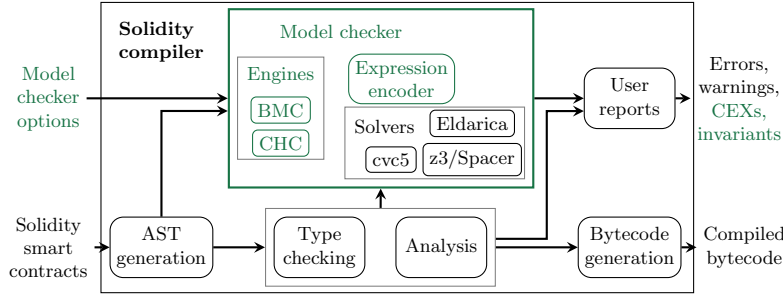 Solidity
compiler
Model checker
Engines
BMC
CHC
Expression
encoder
Solvers
Eldarica
cvc5
z3/Spacer
Model
checker
options
User
reports
Errors,
warnings,
CEXs,
invariants
Solidity
smart
contracts
AST
generation
Type
checking
Analysis
Bytecode
generation
Compiled
bytecode